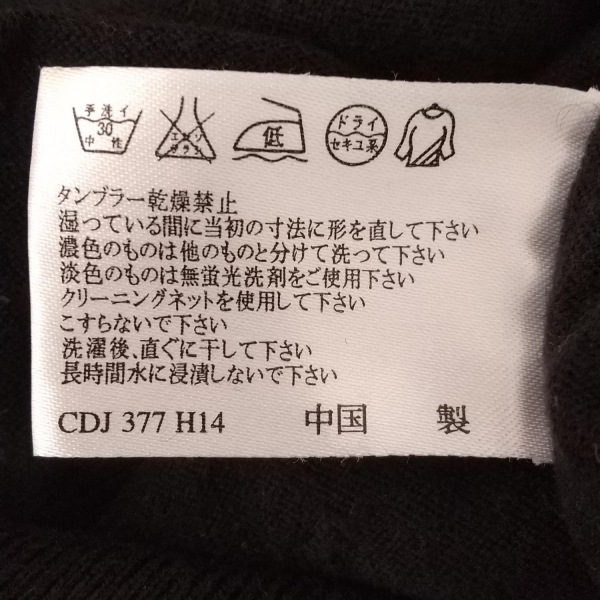 手洗イ 30 中性
エンソ サラシ
低
ドライ セキユ系
タンブラー乾燥禁止
湿っている間に当初の寸法に形を直して下さい
濃色のものは他のものと分けて洗って下さい
淡色のものは無蛍光洗剤をご使用下さい
クリーニングネットを使用して下さい
こすらないで下さい
洗濯後、直ぐに干して下さい
長時間水に浸漬しないで下さい
CDJ 377 H14 中国 製